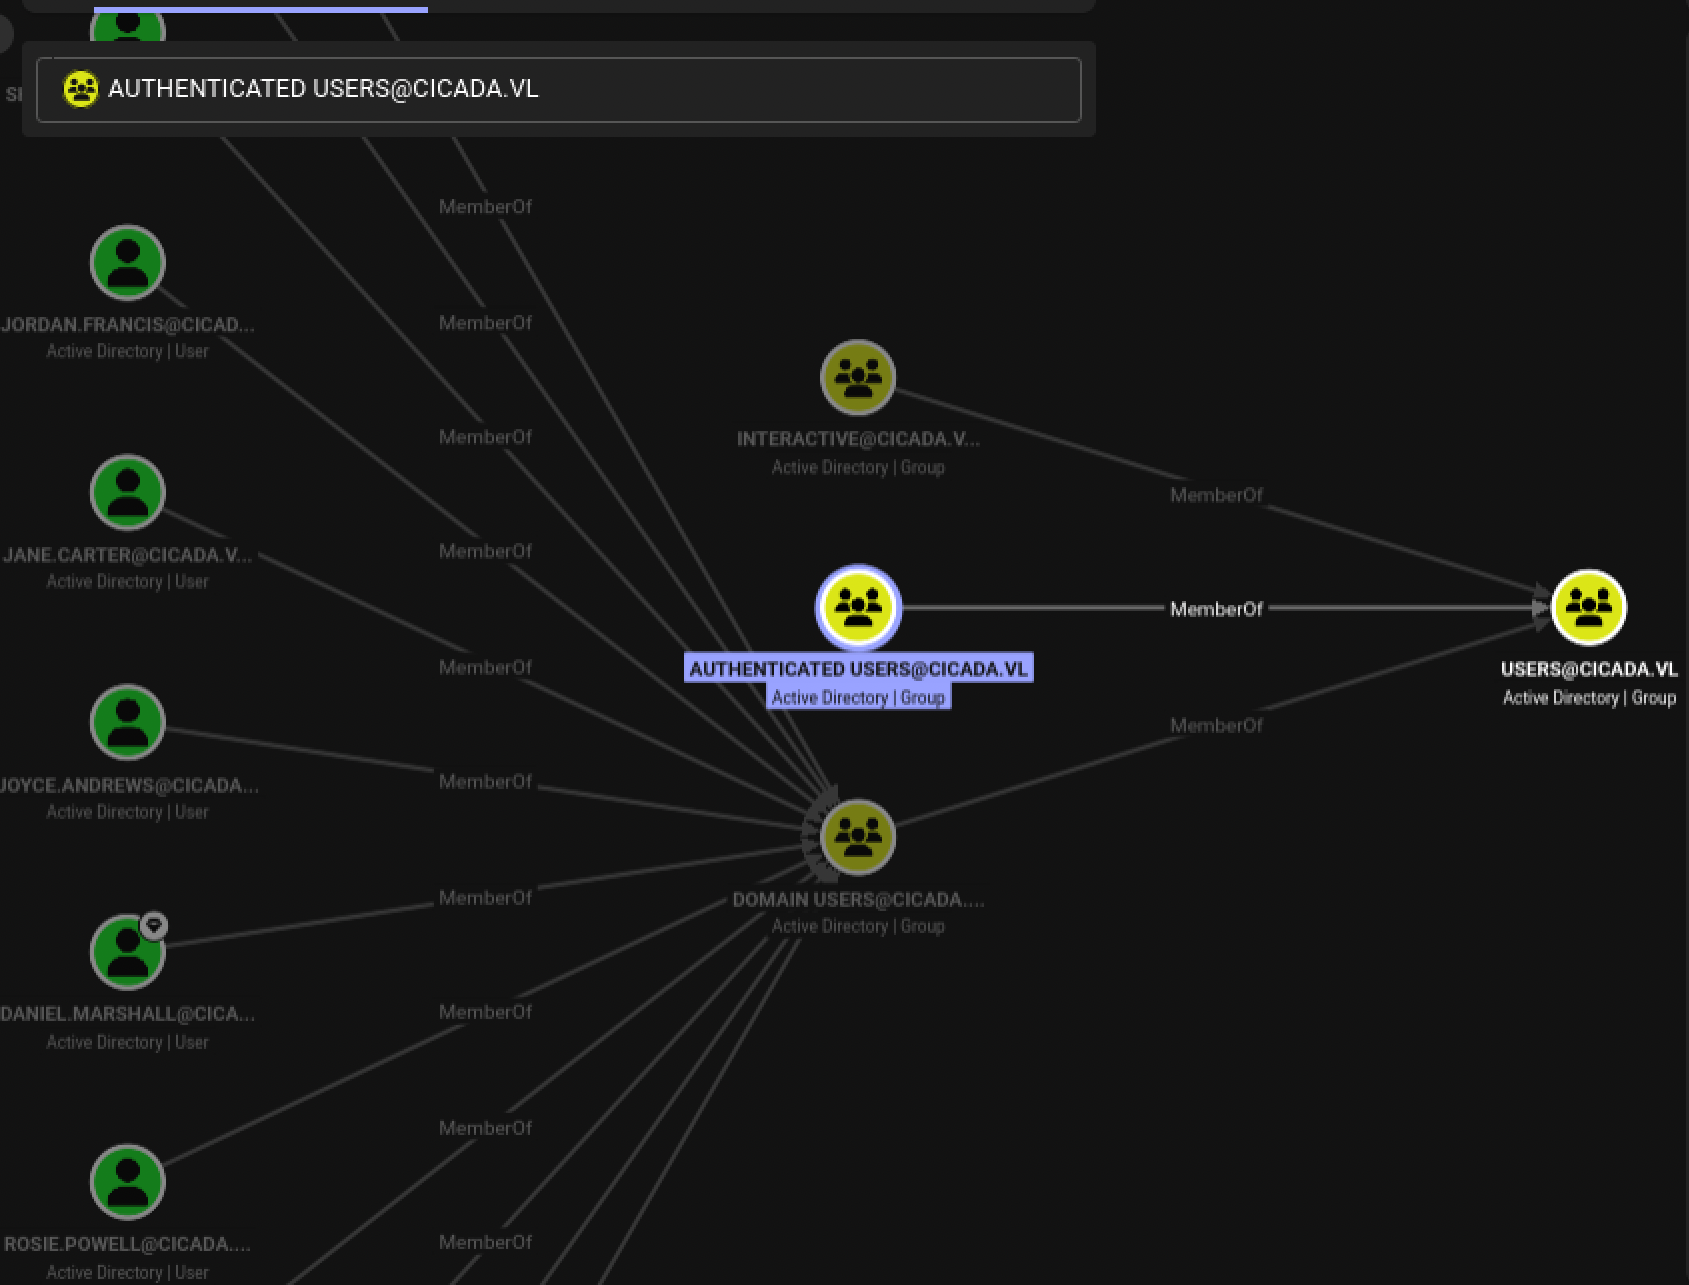 AUTHENTICATED USERS@CICADA.VL
MemberOf
JORDAN.FRANCIS@CICAD...
Active Directory | User
MemberOf
MemberOf
INTERACTIVE@CICADA.V...
Active Directory | Group
MemberOf
JANE.CARTER@CICADA.V...
Active Directory | User
MemberOf
MemberOf
MemberOf
AUTHENTICATED USERS@CICADA.VL
Active Directory | Group
USERS@CICADA.VL
Active Directory | Group
MemberOf
JOYCE.ANDREWS@CICADA...
Active Directory | User
MemberOf
MemberOf
DOMAIN USERS@CICADA....
Active Directory | Group
DANIEL.MARSHALL@CICA...
Active Directory | User
MemberOf
MemberOf
ROSIE.POWELL@CICADA....
Active Directory | User
MemberOf